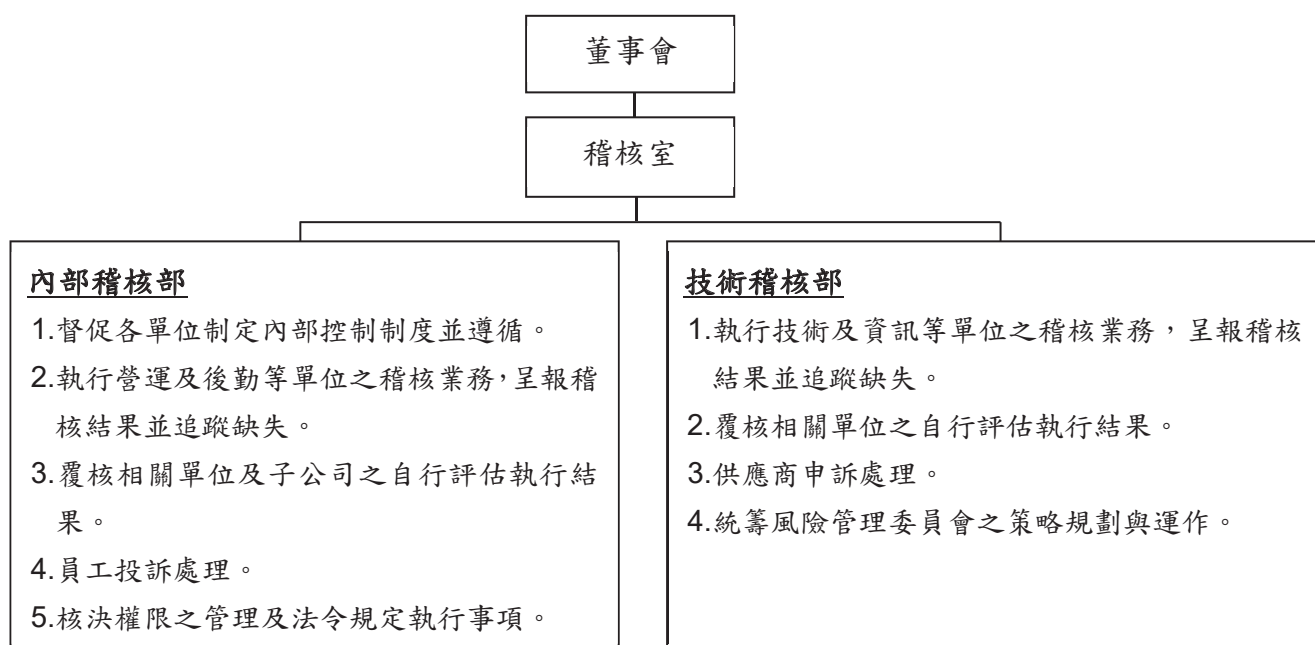 董事會
稽核室
內部稽核部
1.督促各單位制定內部控制制度並遵循。
2.執行營運及後勤等單位之稽核業務，呈報稽
核結果並追蹤缺失。
3.覆核相關單位及子公司之自行評估執行結
果。
4.員工投訴處理。
5.核決權限之管理及法令規定執行事項。
技術稽核部
1.執行技術及資訊等單位之稽核業務，呈報稽核
結果並追蹤缺失。
2.覆核相關單位之自行評估執行結果。
3.供應商申訴處理。
4.統籌風險管理委員會之策略規劃與運作。